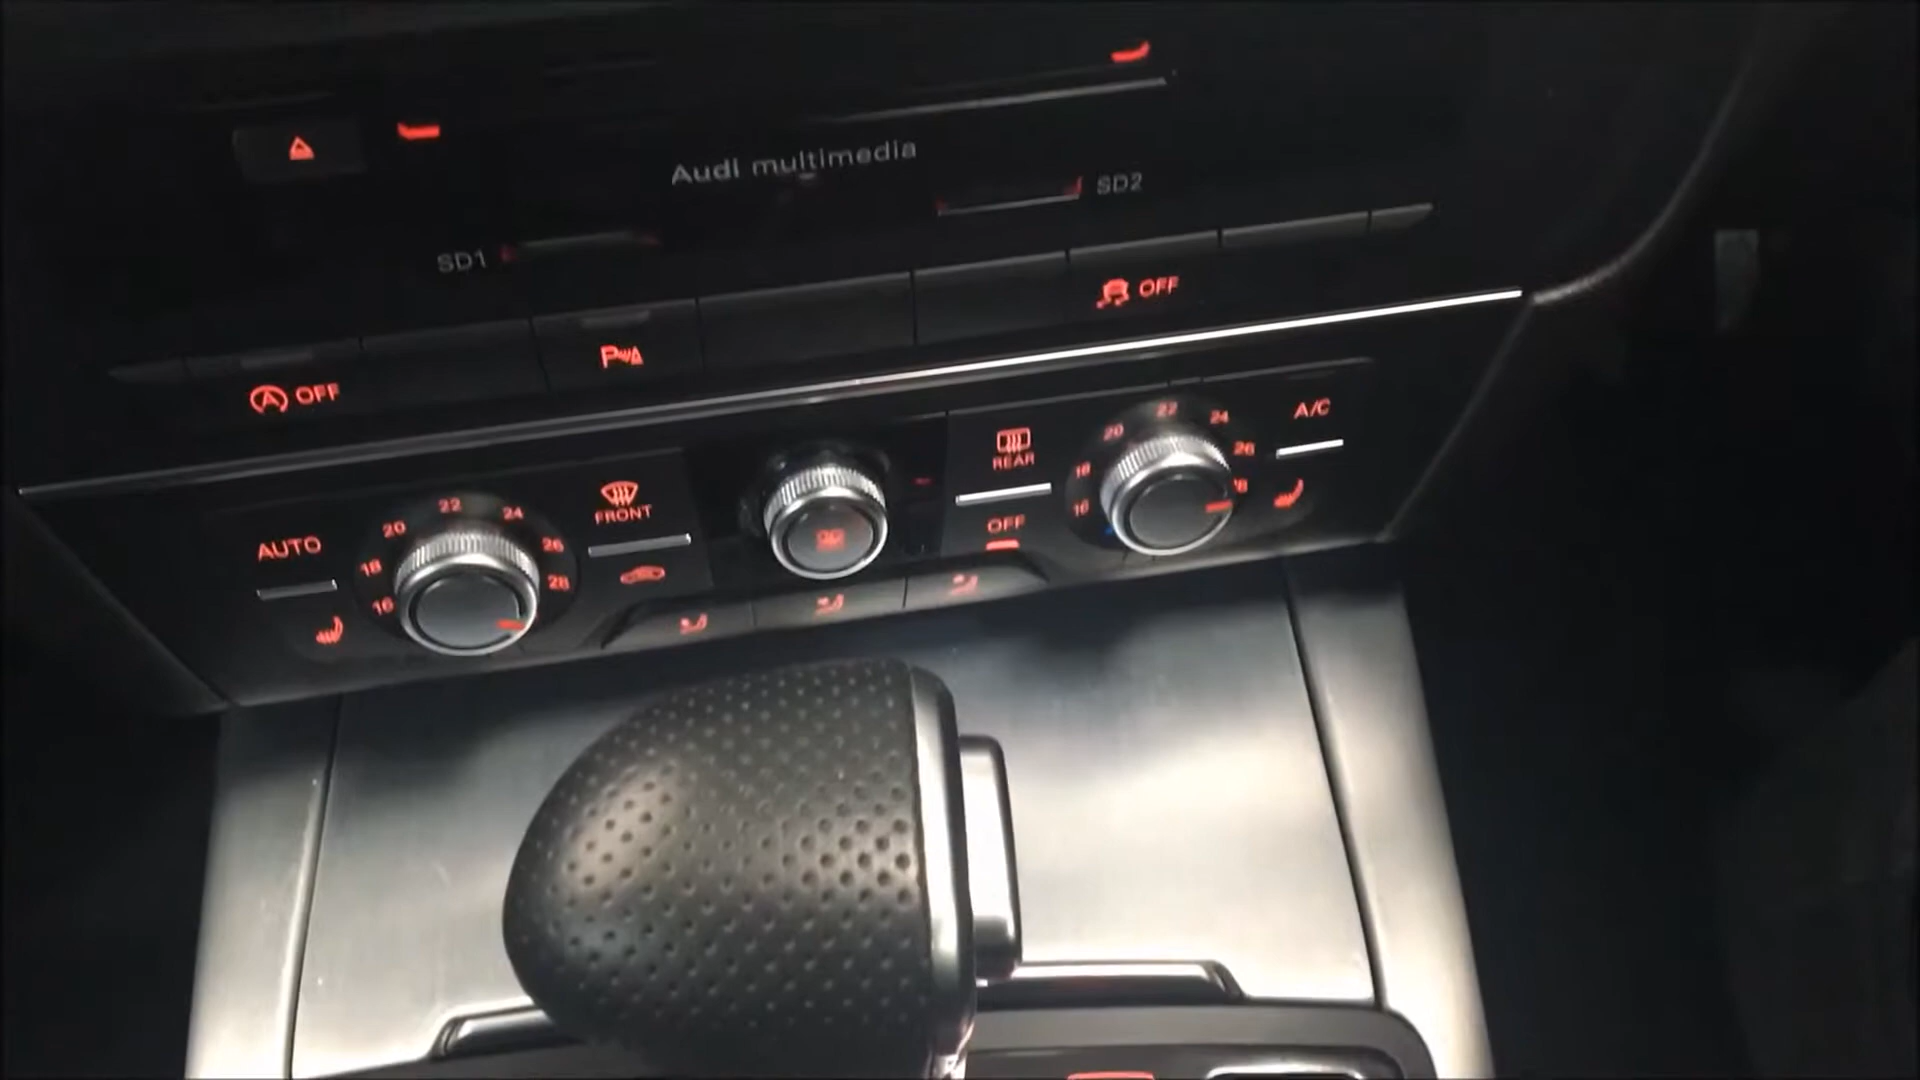 Audi multimedia
SD2
SD1
OFF
P
A OFF
A/C
22
20
24
18
26
16
28
REAR
OFF
FRONT
AUTO
22
20
24
18
26
16
28